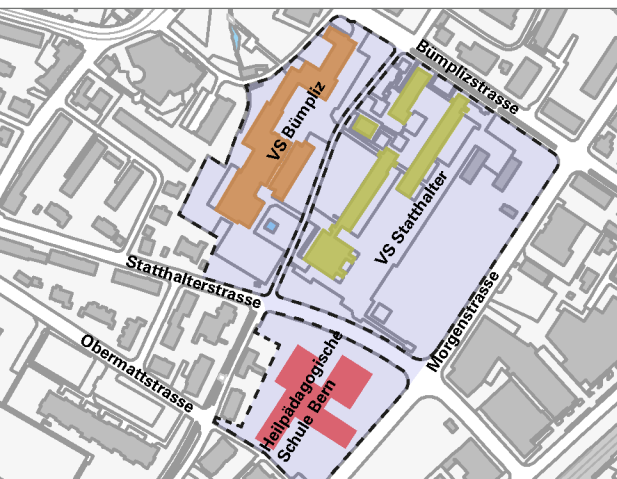 Bümplizstrasse
VS Bümpliz
VS Statthalter
Statthalterstrasse
Morgenstrasse
Obermattstrasse
Heilpädagogische
Schule Bern